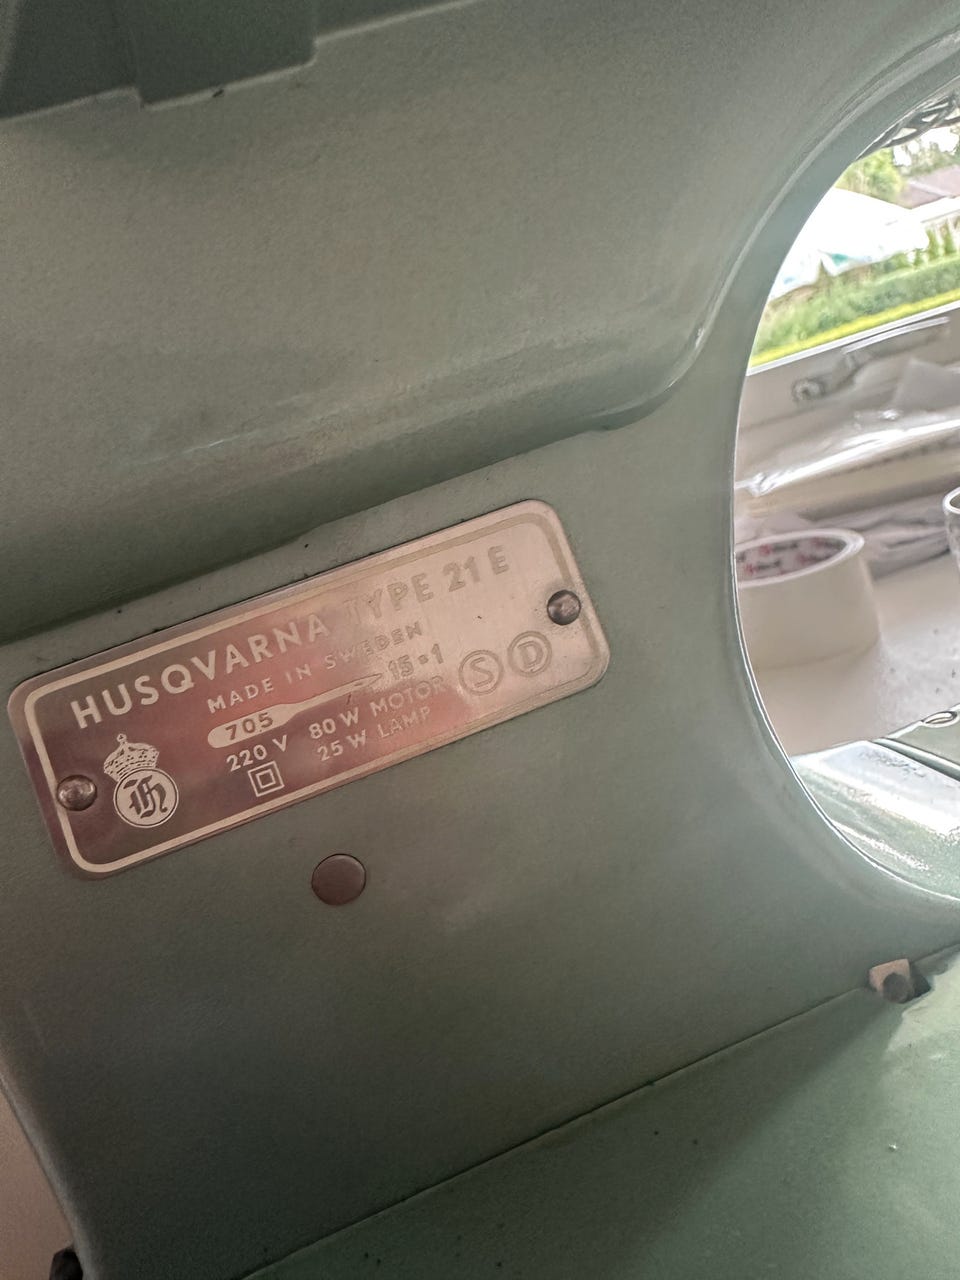 HUSQVARNA TYPE 21 E
MADE IN SWEDEN
705 15•1
220 V 80 W MOTOR
25 W LAMP
S D
H